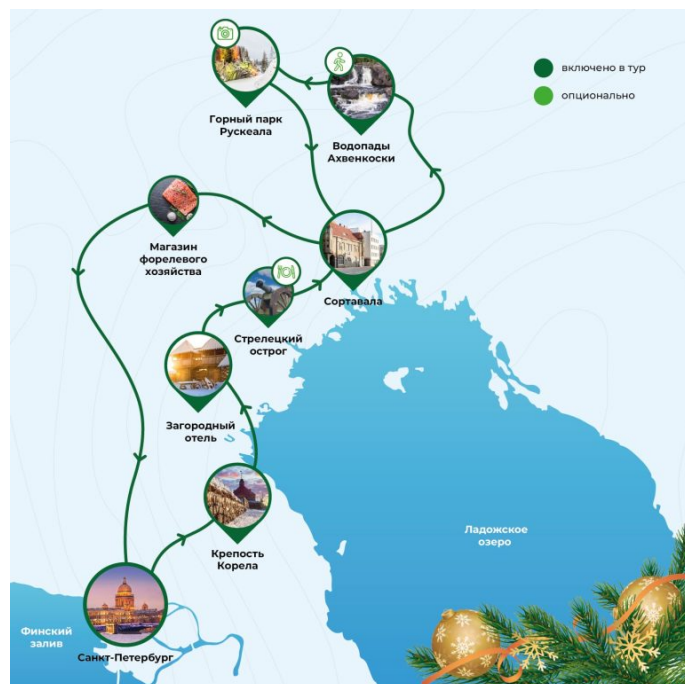 включено в тур
опционально
Горный парк
Рускеала
Водопады
Ахвенкоски
Магазин
форелевого
хозяйства
Сортавала
Стрелецкий
острог
Загородный
отель
Крепость
Корела
Ладожское
озеро
Финский
залив
Санкт-Петербург